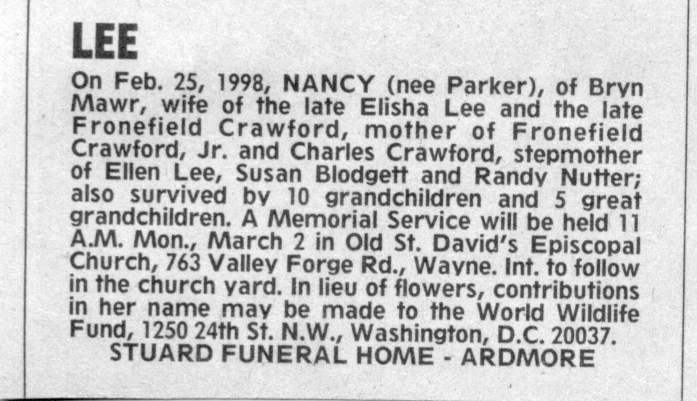 LEE
On Feb. 25, 1998, NANCY (nee Parker), of Bryn
Mawr, wife of the late Elisha Lee and the late
Fronefield Crawford, mother of Fronefield
Crawford, Jr. and Charles Crawford, stepmother
of Ellen Lee, Susan Blodgett and Randy Nutter;
also survived by 10 grandchildren and 5 great
grandchildren. A Memorial Service will be held 11
A.M. Mon., March 2 in Old St. David's Episcopal
Church, 763 Valley Forge Rd., Wayne. Int. to follow
in the church yard. In lieu of flowers, contributions
in her name may be made to the World Wildlife
Fund, 1250 24th St. N.W., Washington, D.C. 20037.
STUARD FUNERAL HOME - ARDMORE